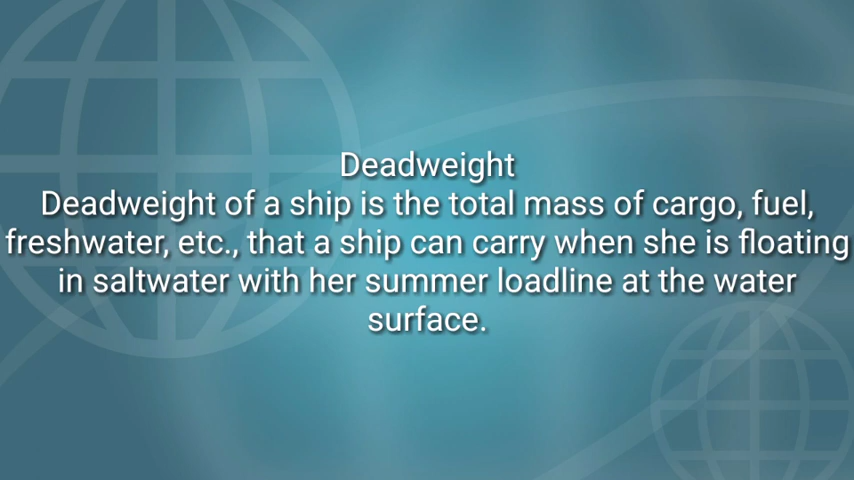 Deadweight
Deadweight of a ship is the total mass of cargo, fuel,
freshwater, etc., that a ship can carry when she is floating
in saltwater with her summer loadline at the water
surface.